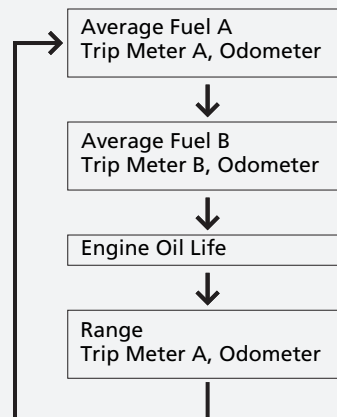 Average Fuel A
Trip Meter A, Odometer
Average Fuel B
Trip Meter B, Odometer
Engine Oil Life
Range
Trip Meter A, Odometer